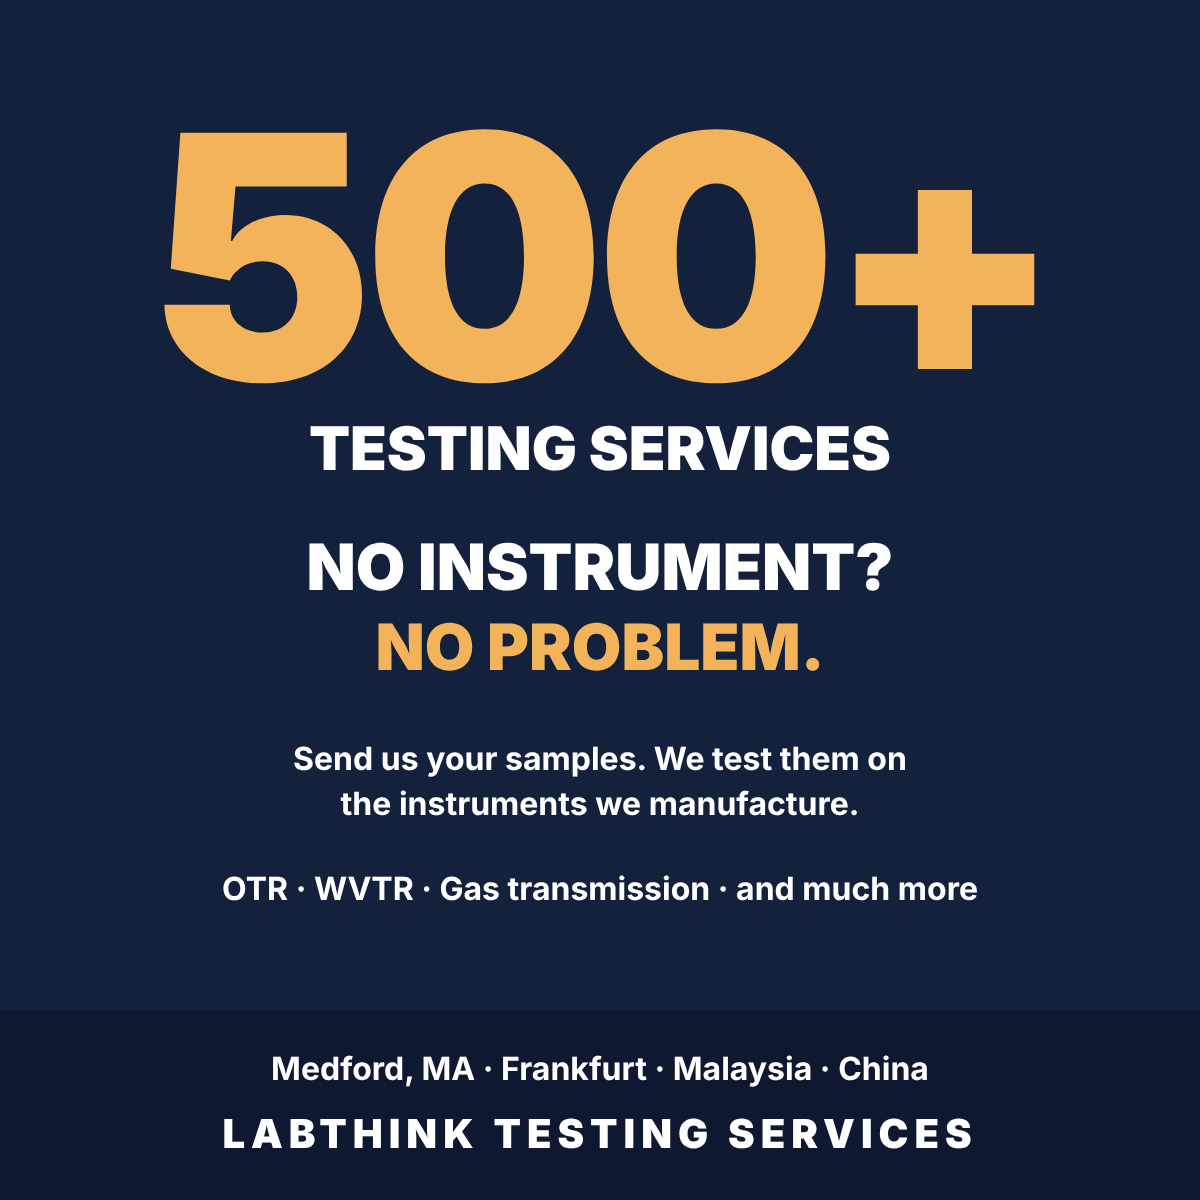 500+
TESTING SERVICES
NO INSTRUMENT?
NO PROBLEM.
Send us your samples. We test them on
the instruments we manufacture.
OTR · WVTR · Gas transmission · and much more
Medford, MA · Frankfurt · Malaysia · China
LABTHINK TESTING SERVICES